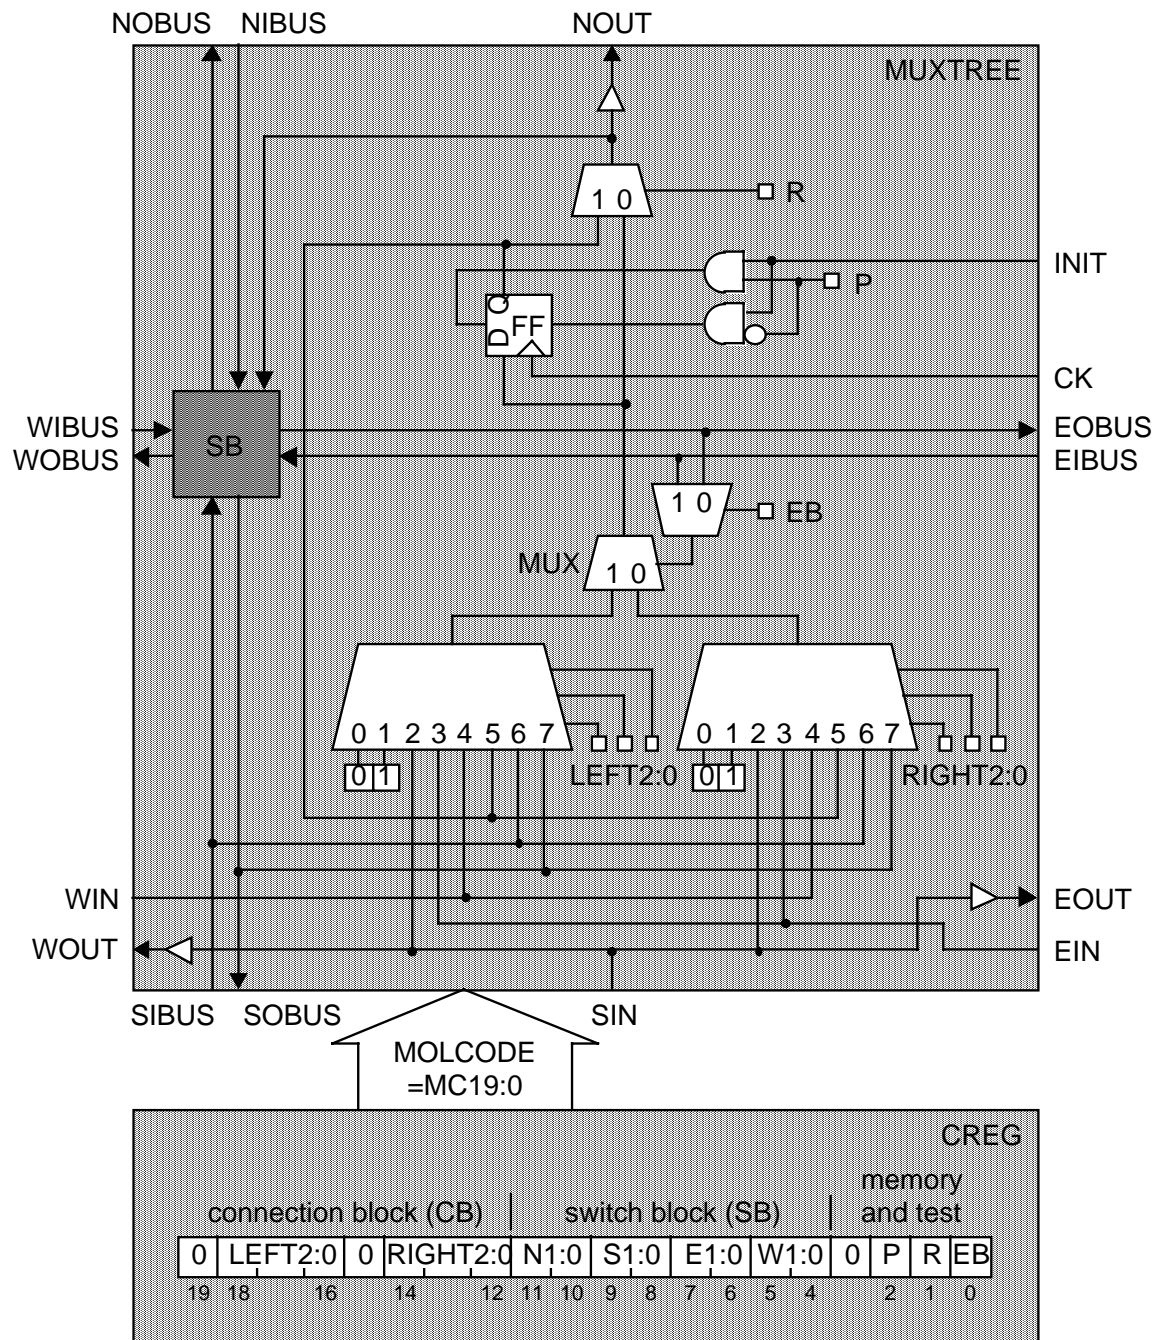 NOBUS NIBUS NOUT
MUXTREE
1 0
R
INIT
P
D Q FF
CK
WIBUS
EOBUS
SB
WOBUS
EIBUS
1 0
EB
MUX
1 0
0 1 2 3 4 5 6 7
0 1 2 3 4 5 6 7
0 1
LEFT2:0
0 1
RIGHT2:0
WIN
EOUT
WOUT
EIN
SIBUS SOBUS SIN
MOLCODE
=MC19:0
CREG
memory
connection block (CB) switch block (SB) and test
0 LEFT2:0 0 RIGHT2:0 N1:0 S1:0 E1:0 W1:0 0 P R EB
19 18 16 14 12 11 10 9 8 7 6 5 4 2 1 0